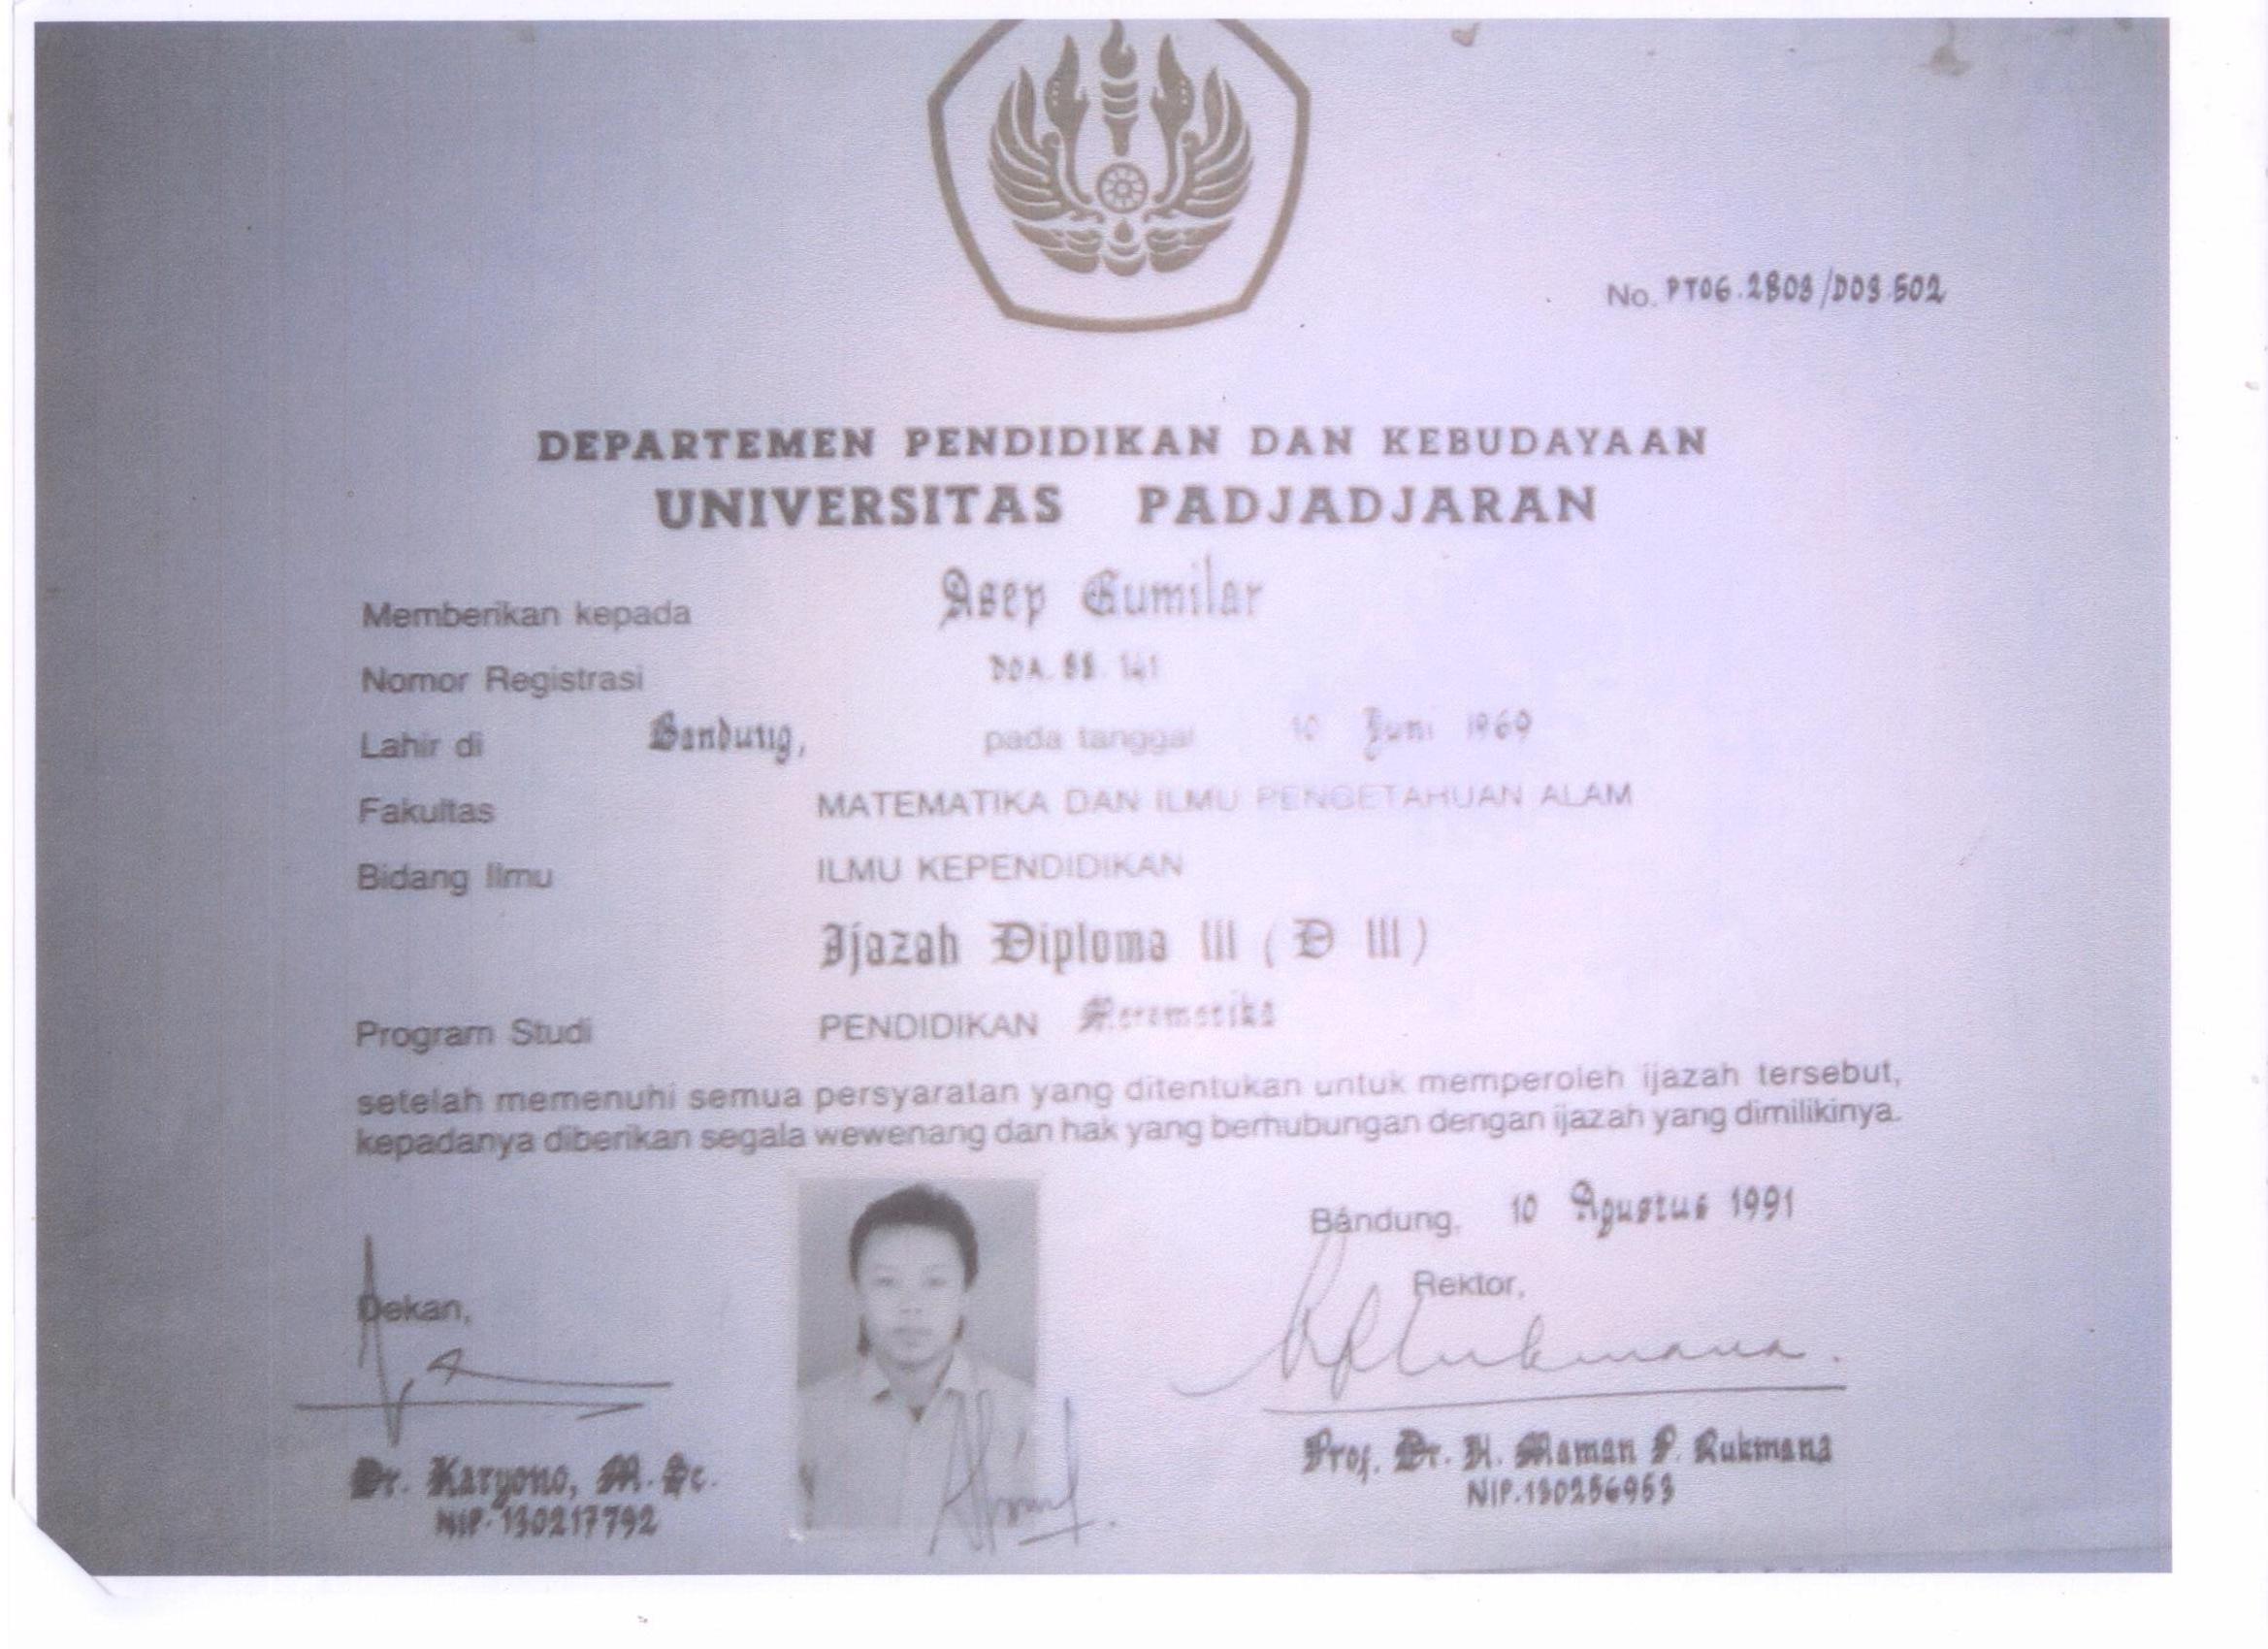 No. PT06.2808/D03.502
DEPARTEMEN PENDIDIKAN DAN KEBUDAYAAN
UNIVERSITAS PADJADJARAN
Memberikan kepada Asep Gumilar
Nomor Registrasi DOA. 88. 141
Lahir di Bandung, pada tanggal 10 Juni 1969
Fakultas MATEMATIKA DAN ILMU PENGETAHUAN ALAM
Bidang Ilmu ILMU KEPENDIDIKAN
Ijazah Diploma III ( D III )
Program Studi PENDIDIKAN
setelah memenuhi semua persyaratan yang ditentukan untuk memperoleh ijazah tersebut,
kepadanya diberikan segala wewenang dan hak yang berhubungan dengan ijazah yang dimilikinya.
Bandung, 10 Agustus 1991
Dekan,
Rektor,
Dr. Karyono, M. Sc.
NIP. 130217792
Prof. Dr. H. Maman P. Rukmana
NIP. 130256953